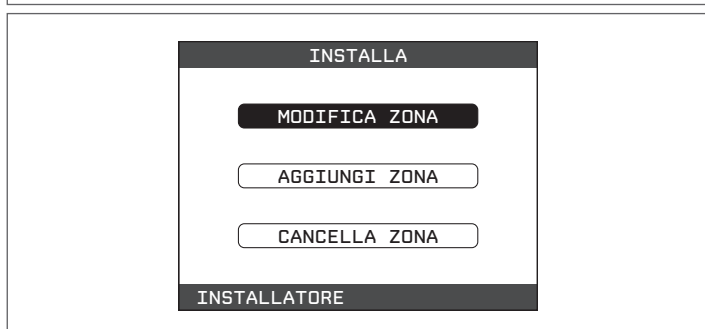 INSTALLA
MODIFICA ZONA
AGGIUNGI ZONA
CANCELLA ZONA
INSTALLATORE